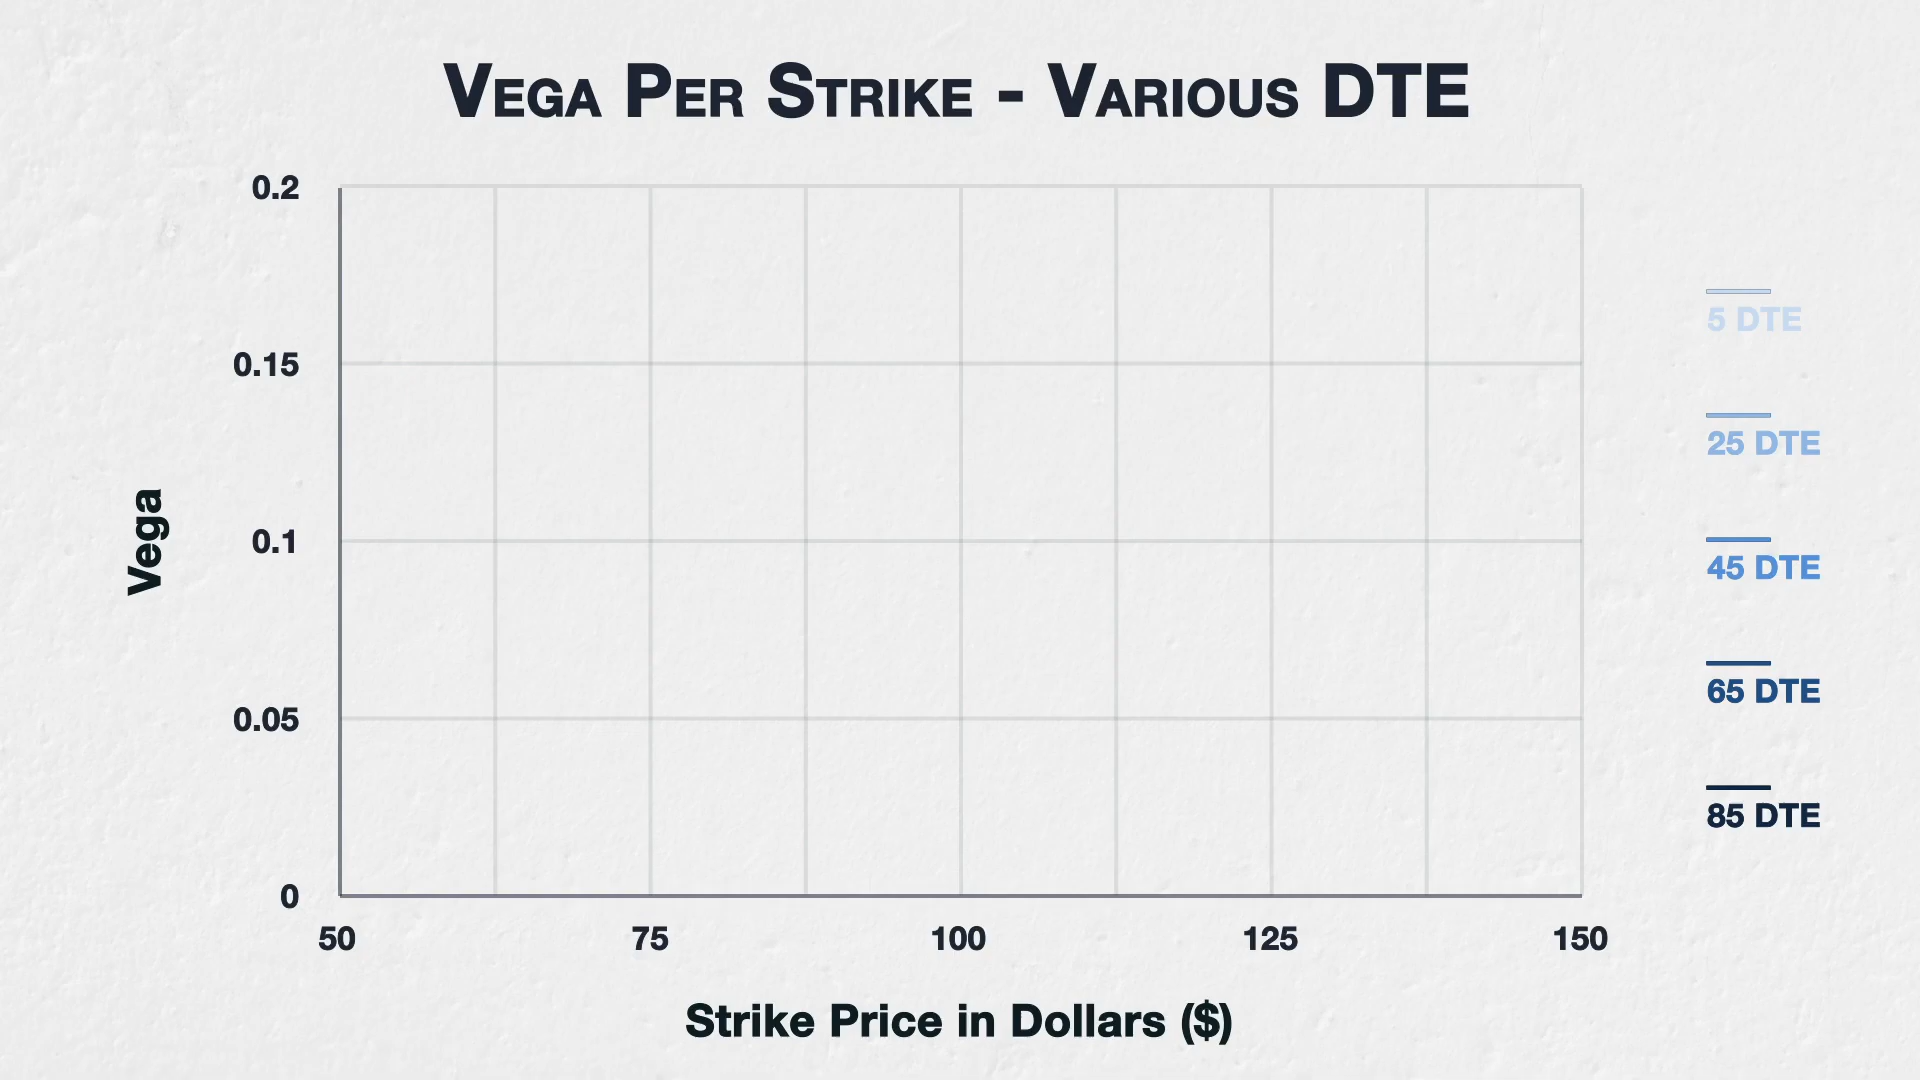 Vega Per Strike - Various DTE
0.2
0.15
0.1
0.05
0
Vega
50 75 100 125 150
Strike Price in Dollars ($)
5 DTE
25 DTE
45 DTE
65 DTE
85 DTE